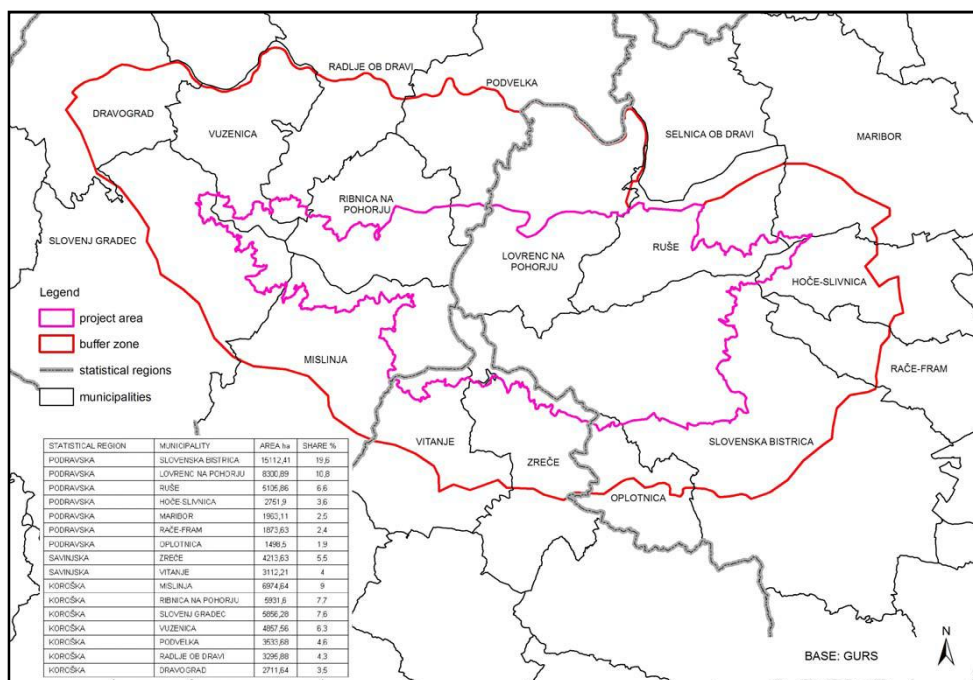 RADLJE OB DRAVI
PODVELKA
DRAVOGRAD
VUZENICA
SELNICA OB DRAVI
MARIBOR
RIBNICA NA
POHORJU
SLOVENJ GRADEC
LOVRENC NA
POHORJU
RUŠE
HOČE-SLIVNICA
Legend
project area
buffer zone
statistical regions
municipalities
MISLINJA
RAČE-FRAM
VITANJE
ZREČE
SLOVENSKA BISTRICA
OPLOTNICA
STATISTICAL REGION MUNICIPALITY AREA ha SHARE %
PODRAVSKA SLOVENSKA BISTRICA 15112,41 19,6
PODRAVSKA LOVRENC NA POHORJU 8300,89 10,8
PODRAVSKA RUŠE 5106,86 6,6
PODRAVSKA HOČE-SLIVNICA 2751,9 3,6
PODRAVSKA MARIBOR 1963,11 2,5
PODRAVSKA RAČE-FRAM 1873,63 2,4
PODRAVSKA OPLOTNICA 1498,5 1,9
SAVINJSKA ZREČE 4213,63 5,5
SAVINJSKA VITANJE 3112,21 4
KOROŠKA MISLINJA 6974,64 9
KOROŠKA RIBNICA NA POHORJU 5931,6 7,7
KOROŠKA SLOVENJ GRADEC 5856,28 7,6
KOROŠKA VUZENICA 4857,56 6,3
KOROŠKA PODVELKA 3533,68 4,6
KOROŠKA RADLJE OB DRAVI 3295,88 4,3
KOROŠKA DRAVOGRAD 2711,64 3,5
BASE: GURS
N